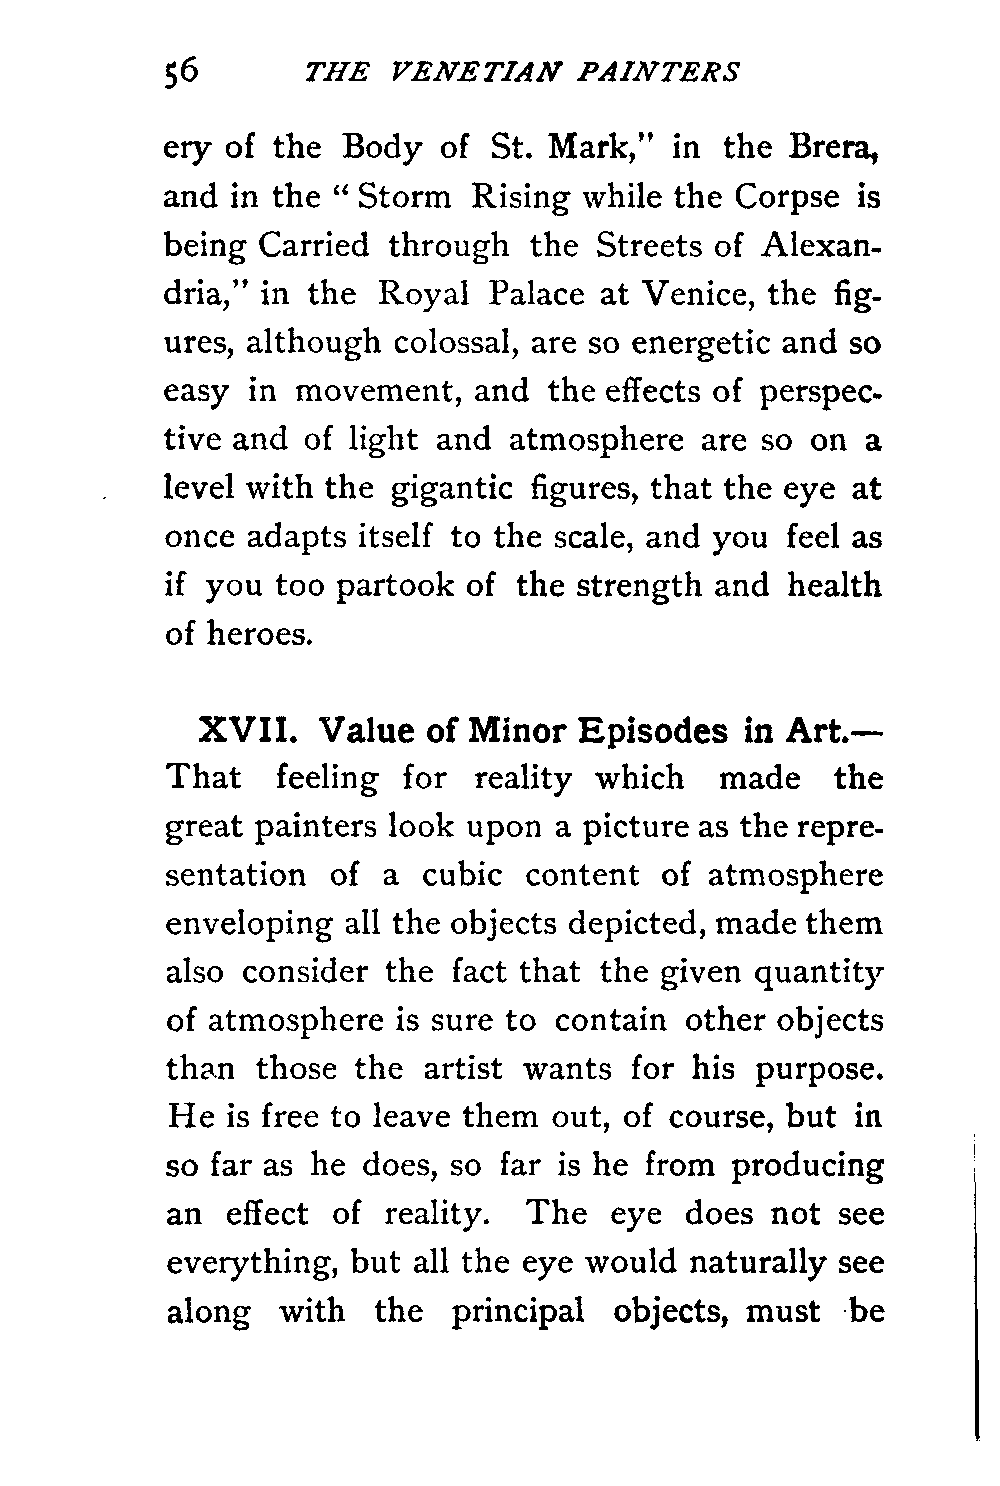 56 THE VENETIAN PAINTERS
ery of the Body of St. Mark," in the Brera,
and in the " Storm Rising while the Corpse is
being Carried through the Streets of Alexan-
dria," in the Royal Palace at Venice, the fig-
ures, although colossal, are so energetic and so
easy in movement, and the effects of perspec-
tive and of light and atmosphere are so on a
level with the gigantic figures, that the eye at
once adapts itself to the scale, and you feel as
if you too partook of the strength and health
of heroes.
XVII. Value of Minor Episodes in Art.—
That feeling for reality which made the
great painters look upon a picture as the repre-
sentation of a cubic content of atmosphere
enveloping all the objects depicted, made them
also consider the fact that the given quantity
of atmosphere is sure to contain other objects
than those the artist wants for his purpose.
He is free to leave them out, of course, but in
so far as he does, so far is he from producing
an effect of reality. The eye does not see
everything, but all the eye would naturally see
along with the principal objects, must be